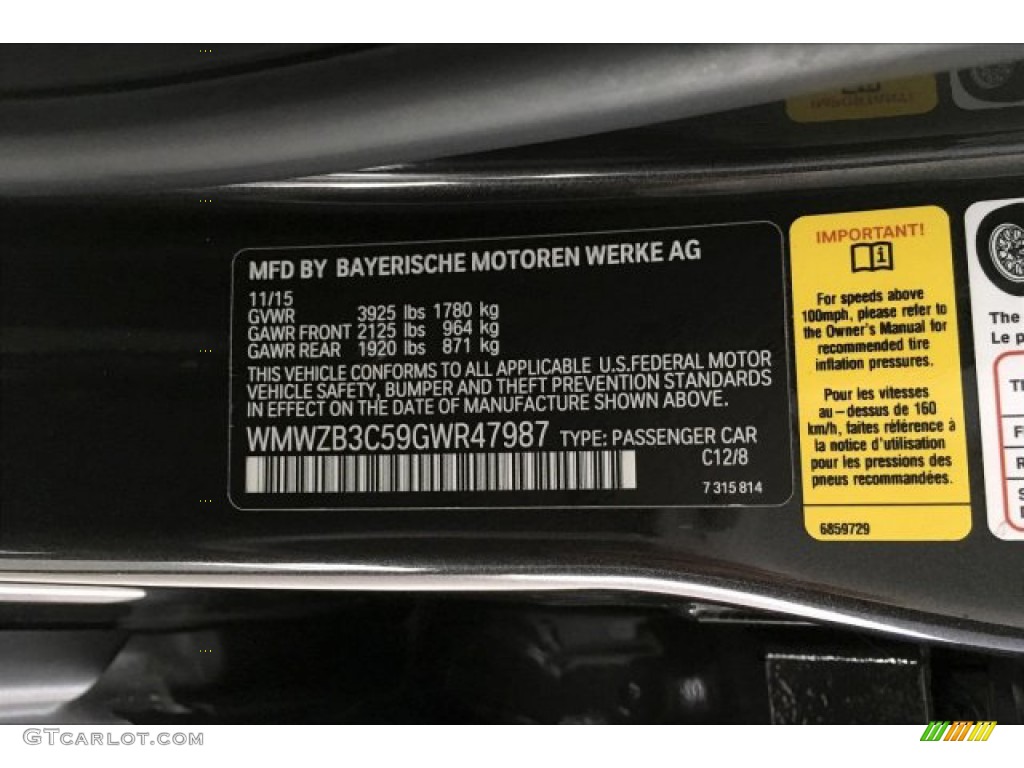 MFD BY BAYERISCHE MOTOREN WERKE AG
11/15
GVWR 3925 lbs 1780 kg
GAWR FRONT 2125 lbs 964 kg
GAWR REAR 1920 lbs 871 kg
THIS VEHICLE CONFORMS TO ALL APPLICABLE U.S.FEDERAL MOTOR
VEHICLE SAFETY, BUMPER AND THEFT PREVENTION STANDARDS
IN EFFECT ON THE DATE OF MANUFACTURE SHOWN ABOVE.
WMWZB3C59GWR47987 TYPE: PASSENGER CAR
C12/8
7 315 814
IMPORTANT!
For speeds above
100mph, please refer to
the Owner's Manual for
recommended tire
inflation pressures.
Pour les vitesses
au-dessus de 160
km/h, faites référence à
la notice d'utilisation
pour les pressions des
pneus recommandées.
6859729
The
Le p
GTcarlot.com